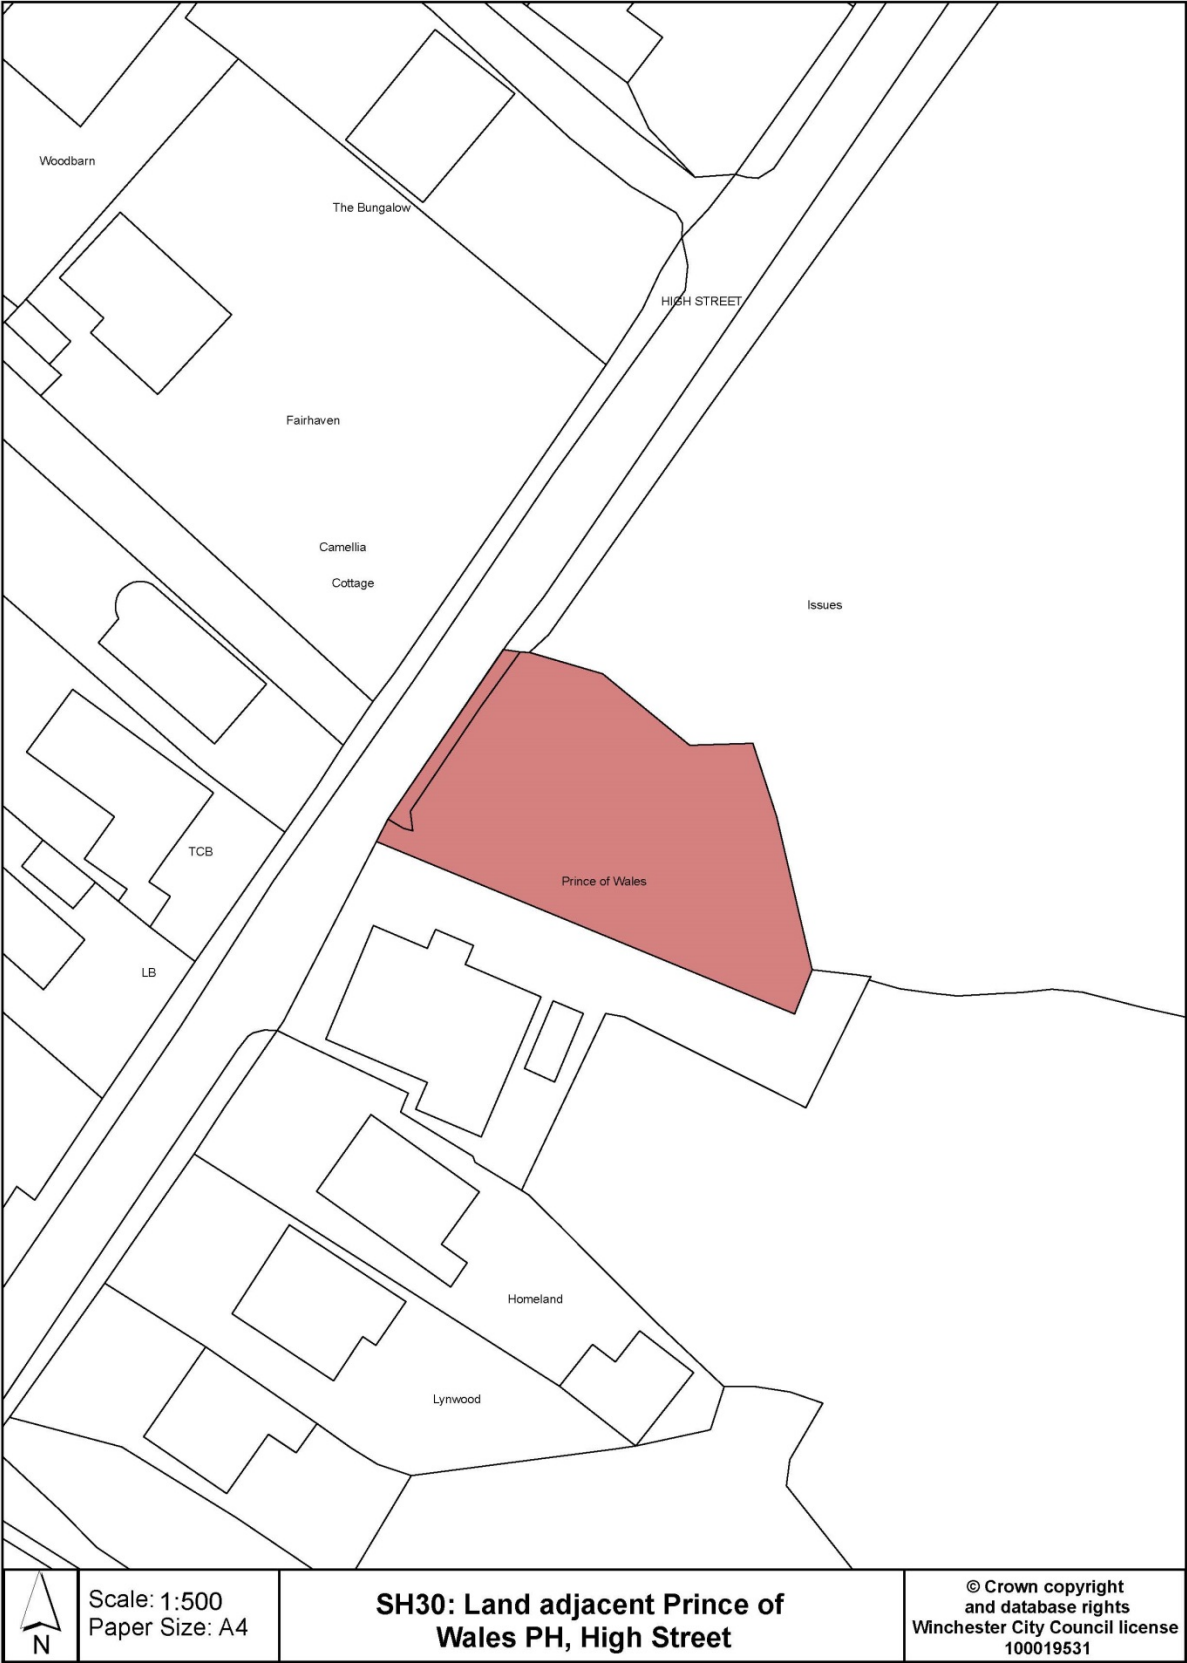 Woodbarn
The Bungalow
HIGH STREET
Fairhaven
Camellia
Cottage
Issues
TCB
Prince of Wales
LB
Homeland
Lynwood
N
Scale: 1:500
Paper Size: A4
SH30: Land adjacent Prince of
Wales PH, High Street
© Crown copyright
and database rights
Winchester City Council license
100019531